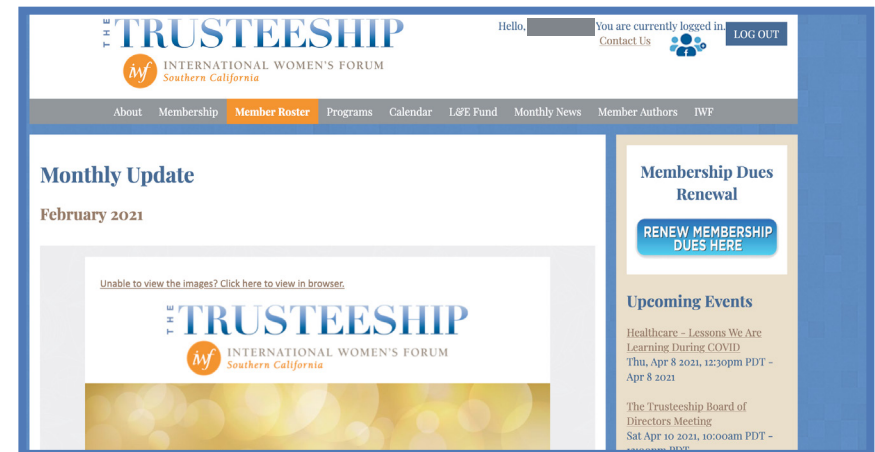 THE TRUSTEESHIP
iwf INTERNATIONAL WOMEN'S FORUM
Southern California
Hello,
You are currently logged in.
Contact Us
f
LOG OUT
About Membership Member Roster Programs Calendar L&E Fund Monthly News Member Authors IWF
Monthly Update
February 2021
Unable to view the images? Click here to view in browser.
THE TRUSTEESHIP
iwf INTERNATIONAL WOMEN'S FORUM
Southern California
Membership Dues
Renewal
RENEW MEMBERSHIP
DUES HERE
Upcoming Events
Healthcare - Lessons We Are
Learning During COVID
Thu, Apr 8 2021, 12:30pm PDT -
Apr 8 2021
The Trusteeship Board of
Directors Meeting
Sat Apr 10 2021, 10:00am PDT -